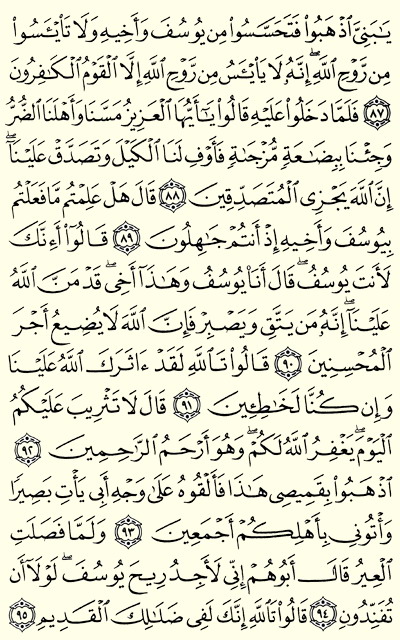 يَـٰبَنِىَّ ٱذْهَبُوا۟ فَتَحَسَّسُوا۟ مِن يُوسُفَ وَأَخِيهِ وَلَا تَا۟يْـَٔسُوا۟
مِن رَّوْحِ ٱللَّهِ ۖ إِنَّهُۥ لَا يَا۟يْـَٔسُ مِن رَّوْحِ ٱللَّهِ إِلَّا ٱلْقَوْمُ ٱلْكَـٰفِرُونَ
٨٧ فَلَمَّا دَخَلُوا۟ عَلَيْهِ قَالُوا۟ يَـٰٓأَيُّهَا ٱلْعَزِيزُ مَسَّنَا وَأَهْلَنَا ٱلضُّرُّ
وَجِئْنَا بِبِضَـٰعَةٍ مُّزْجَىٰةٍ فَأَوْفِ لَنَا ٱلْكَيْلَ وَتَصَدَّقْ عَلَيْنَآ ۖ
إِنَّ ٱللَّهَ يَجْزِى ٱلْمُتَصَدِّقِينَ ٨٨ قَالَ هَلْ عَلِمْتُم مَّا فَعَلْتُم
بِيُوسُفَ وَأَخِيهِ إِذْ أَنتُمْ جَـٰهِلُونَ ٨٩ قَالُوٓا۟ أَءِنَّكَ
لَأَنتَ يُوسُفُ ۖ قَالَ أَنَا۠ يُوسُفُ وَهَـٰذَآ أَخِى ۖ قَدْ مَنَّ ٱللَّهُ
عَلَيْنَآ ۖ إِنَّهُۥ مَن يَتَّقِ وَيَصْبِرْ فَإِنَّ ٱللَّهَ لَا يُضِيعُ أَجْرَ
ٱلْمُحْسِنِينَ ٩٠ قَالُوا۟ تَٱللَّهِ لَقَدْ ءَاثَرَكَ ٱللَّهُ عَلَيْنَا
وَإِن كُنَّا لَخَـٰطِـِٔينَ ٩١ قَالَ لَا تَثْرِيبَ عَلَيْكُمُ
ٱلْيَوْمَ ۖ يَغْفِرُ ٱللَّهُ لَكُمْ ۖ وَهُوَ أَرْحَمُ ٱلرَّٰحِمِينَ ٩٢
ٱذْهَبُوا۟ بِقَمِيصِى هَـٰذَا فَأَلْقُوهُ عَلَىٰ وَجْهِ أَبِى يَأْتِ بَصِيرًا
وَأْتُونِى بِأَهْلِكُمْ أَجْمَعِينَ ٩٣ وَلَمَّا فَصَلَتِ
ٱلْعِيرُ قَالَ أَبُوهُمْ إِنِّى لَأَجِدُ رِيحَ يُوسُفَ ۖ لَوْلَآ أَن
تُفَنِّدُونِ ٩٤ قَالُوا۟ تَٱللَّهِ إِنَّكَ لَفِى ضَلَـٰلِكَ ٱلْقَدِيمِ ٩٥